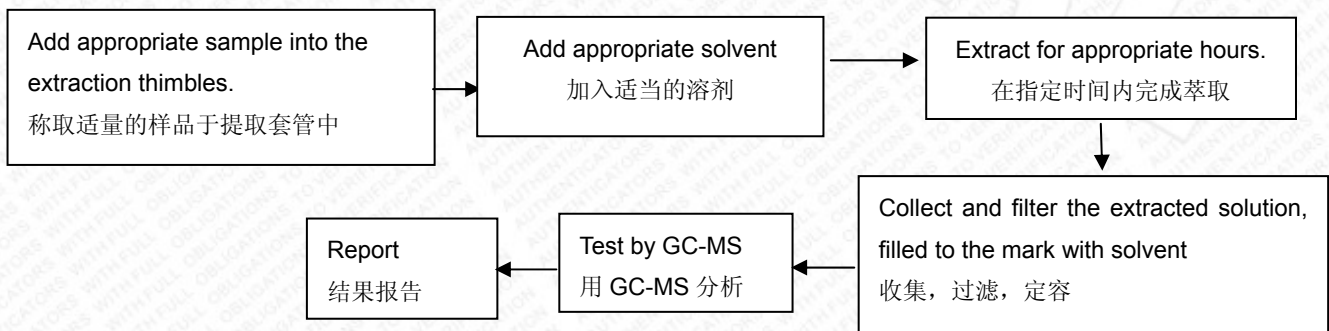 Add appropriate sample into the
extraction thimbles.
称取适量的样品于提取套管中
Add appropriate solvent
加入适当的溶剂
Extract for appropriate hours.
在指定时间内完成萃取
Collect and filter the extracted solution,
filled to the mark with solvent
收集，过滤，定容
Test by GC-MS
用 GC-MS 分析
Report
结果报告